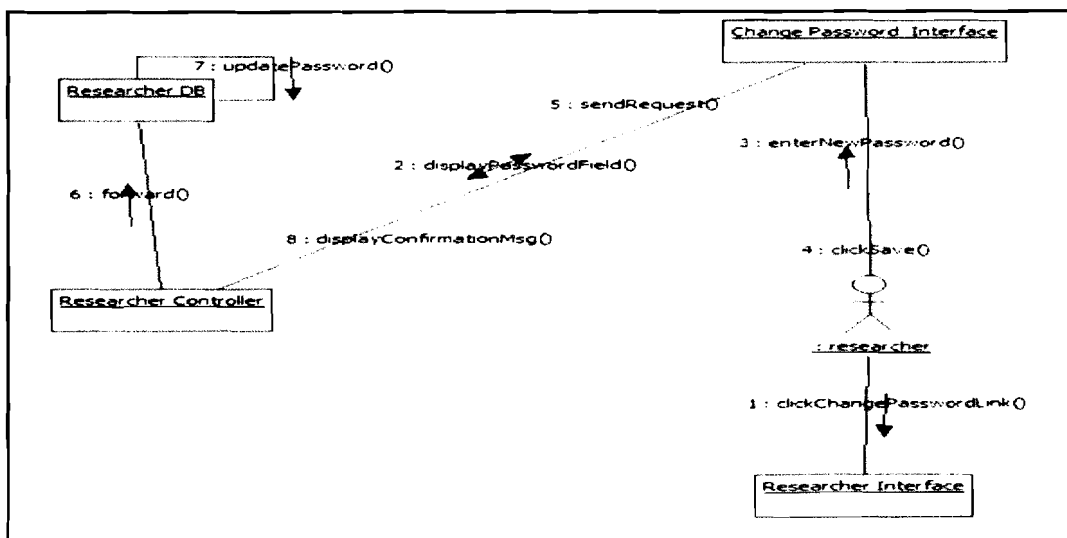 Change Password Interface
7 : updatePassword()
Researcher DB
5 : sendRequest()
3 : enterNewPassword()
2 : displayPasswordField()
6 : forward()
8 : displayConfirmationMsg()
4 : clickSave()
Researcher Controller
: researcher
1 : clickChangePasswordLink()
Researcher Interface